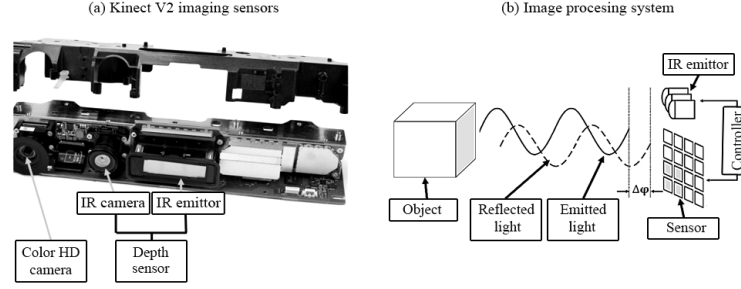 (a) Kinect V2 imaging sensors
(b) Image procesing system
IR camera
IR emittor
Color HD
camera
Depth
sensor
IR emittor
Controller
Δφ
Object
Reflected
light
Emitted
light
Sensor